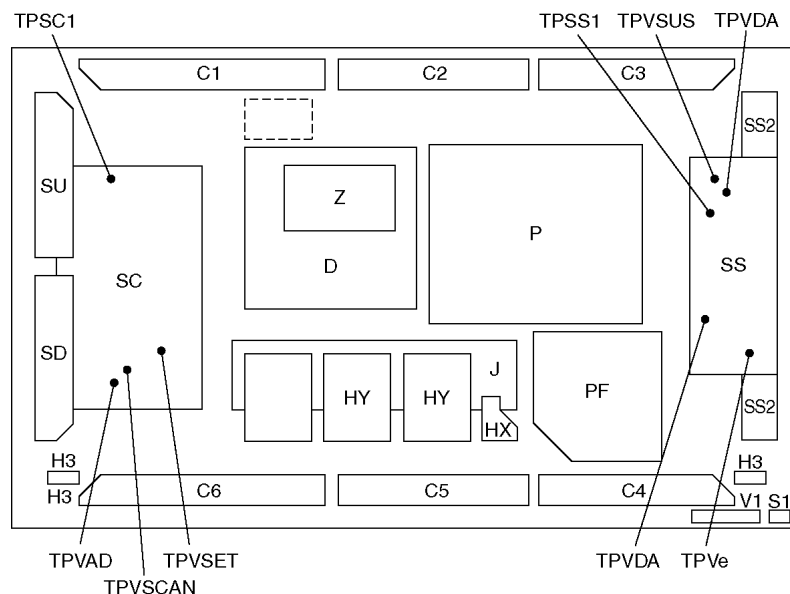 TPSC1 TPSS1 TPVSUS TPVDA
C1 C2 C3
SS2
SU Z
P
D SC SS
SD J
HY HY PF
SS2
HX
H3 H3
H3 C6 C5 C4
V1 S1
TPVAD TPVSET TPVDA TPVe
TPVSCAN